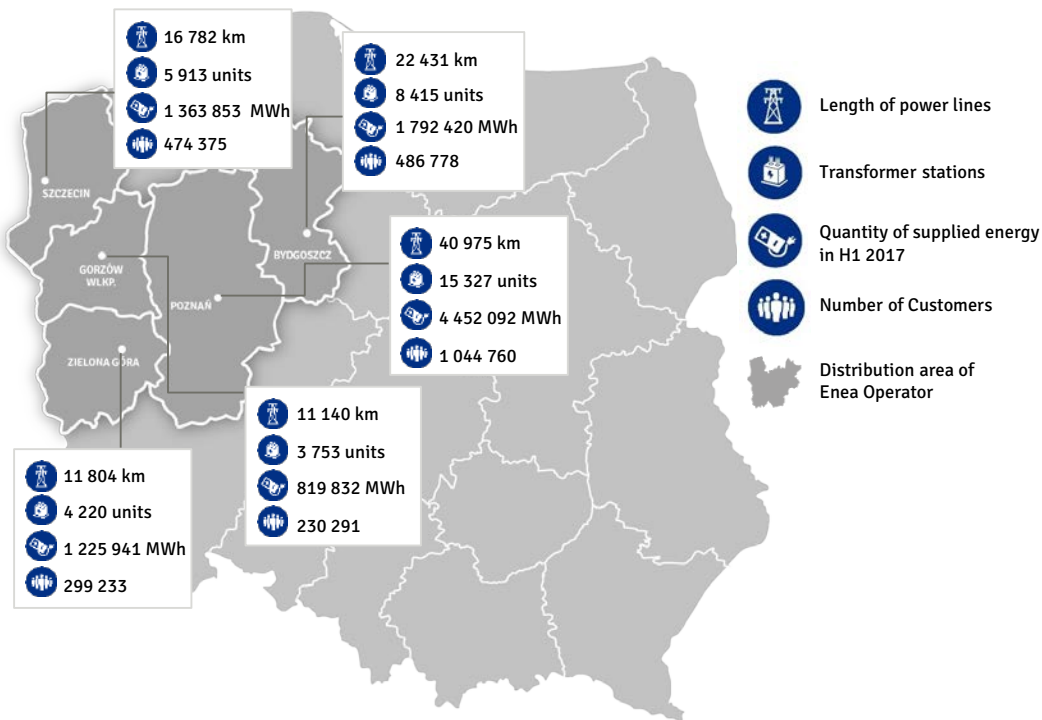 16 782 km
5 913 units
1 363 853 MWh
474 375
22 431 km
8 415 units
1 792 420 MWh
486 778
Length of power lines
Transformer stations
Quantity of supplied energy
in H1 2017
Number of Customers
Distribution area of
Enea Operator
SZCZECIN
GORZÓW
WLKP.
POZNAŃ
BYDGOSZCZ
ZIELONA GÓRA
40 975 km
15 327 units
4 452 092 MWh
1 044 760
11 140 km
3 753 units
819 832 MWh
230 291
11 804 km
4 220 units
1 225 941 MWh
299 233